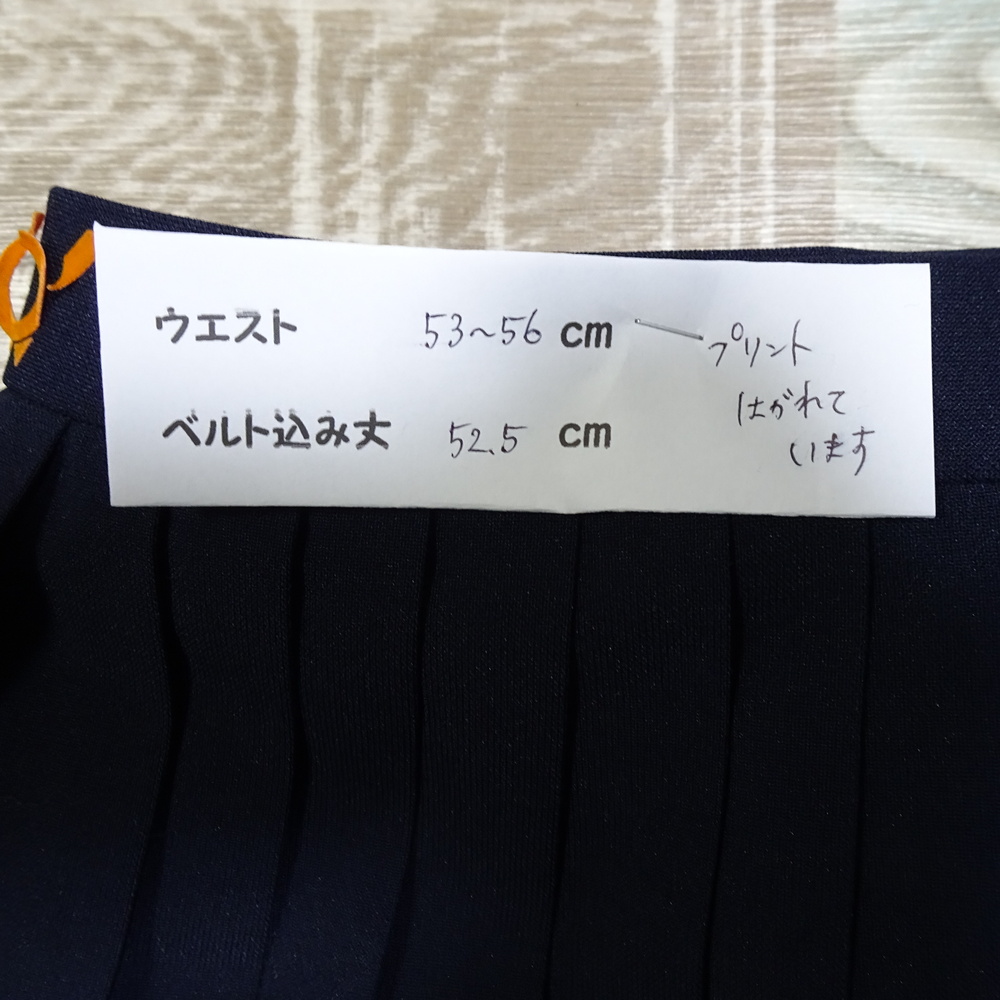 ウエスト 53~56 cm
ベルト込み丈 52.5 cm
プリント
はがれて
います